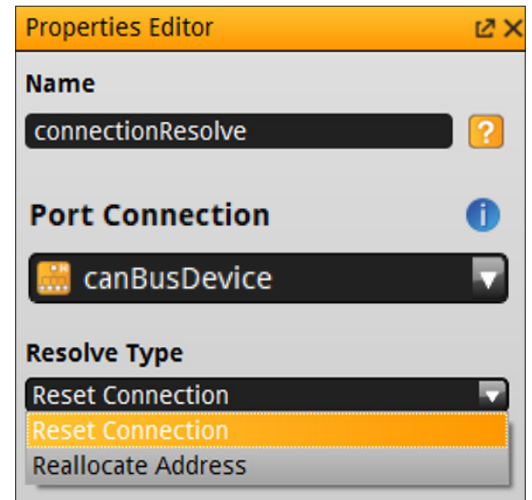 Properties Editor
Name
connectionResolve
?
Port Connection
i
canBusDevice
Resolve Type
Reset Connection
Reset Connection
Reallocate Address